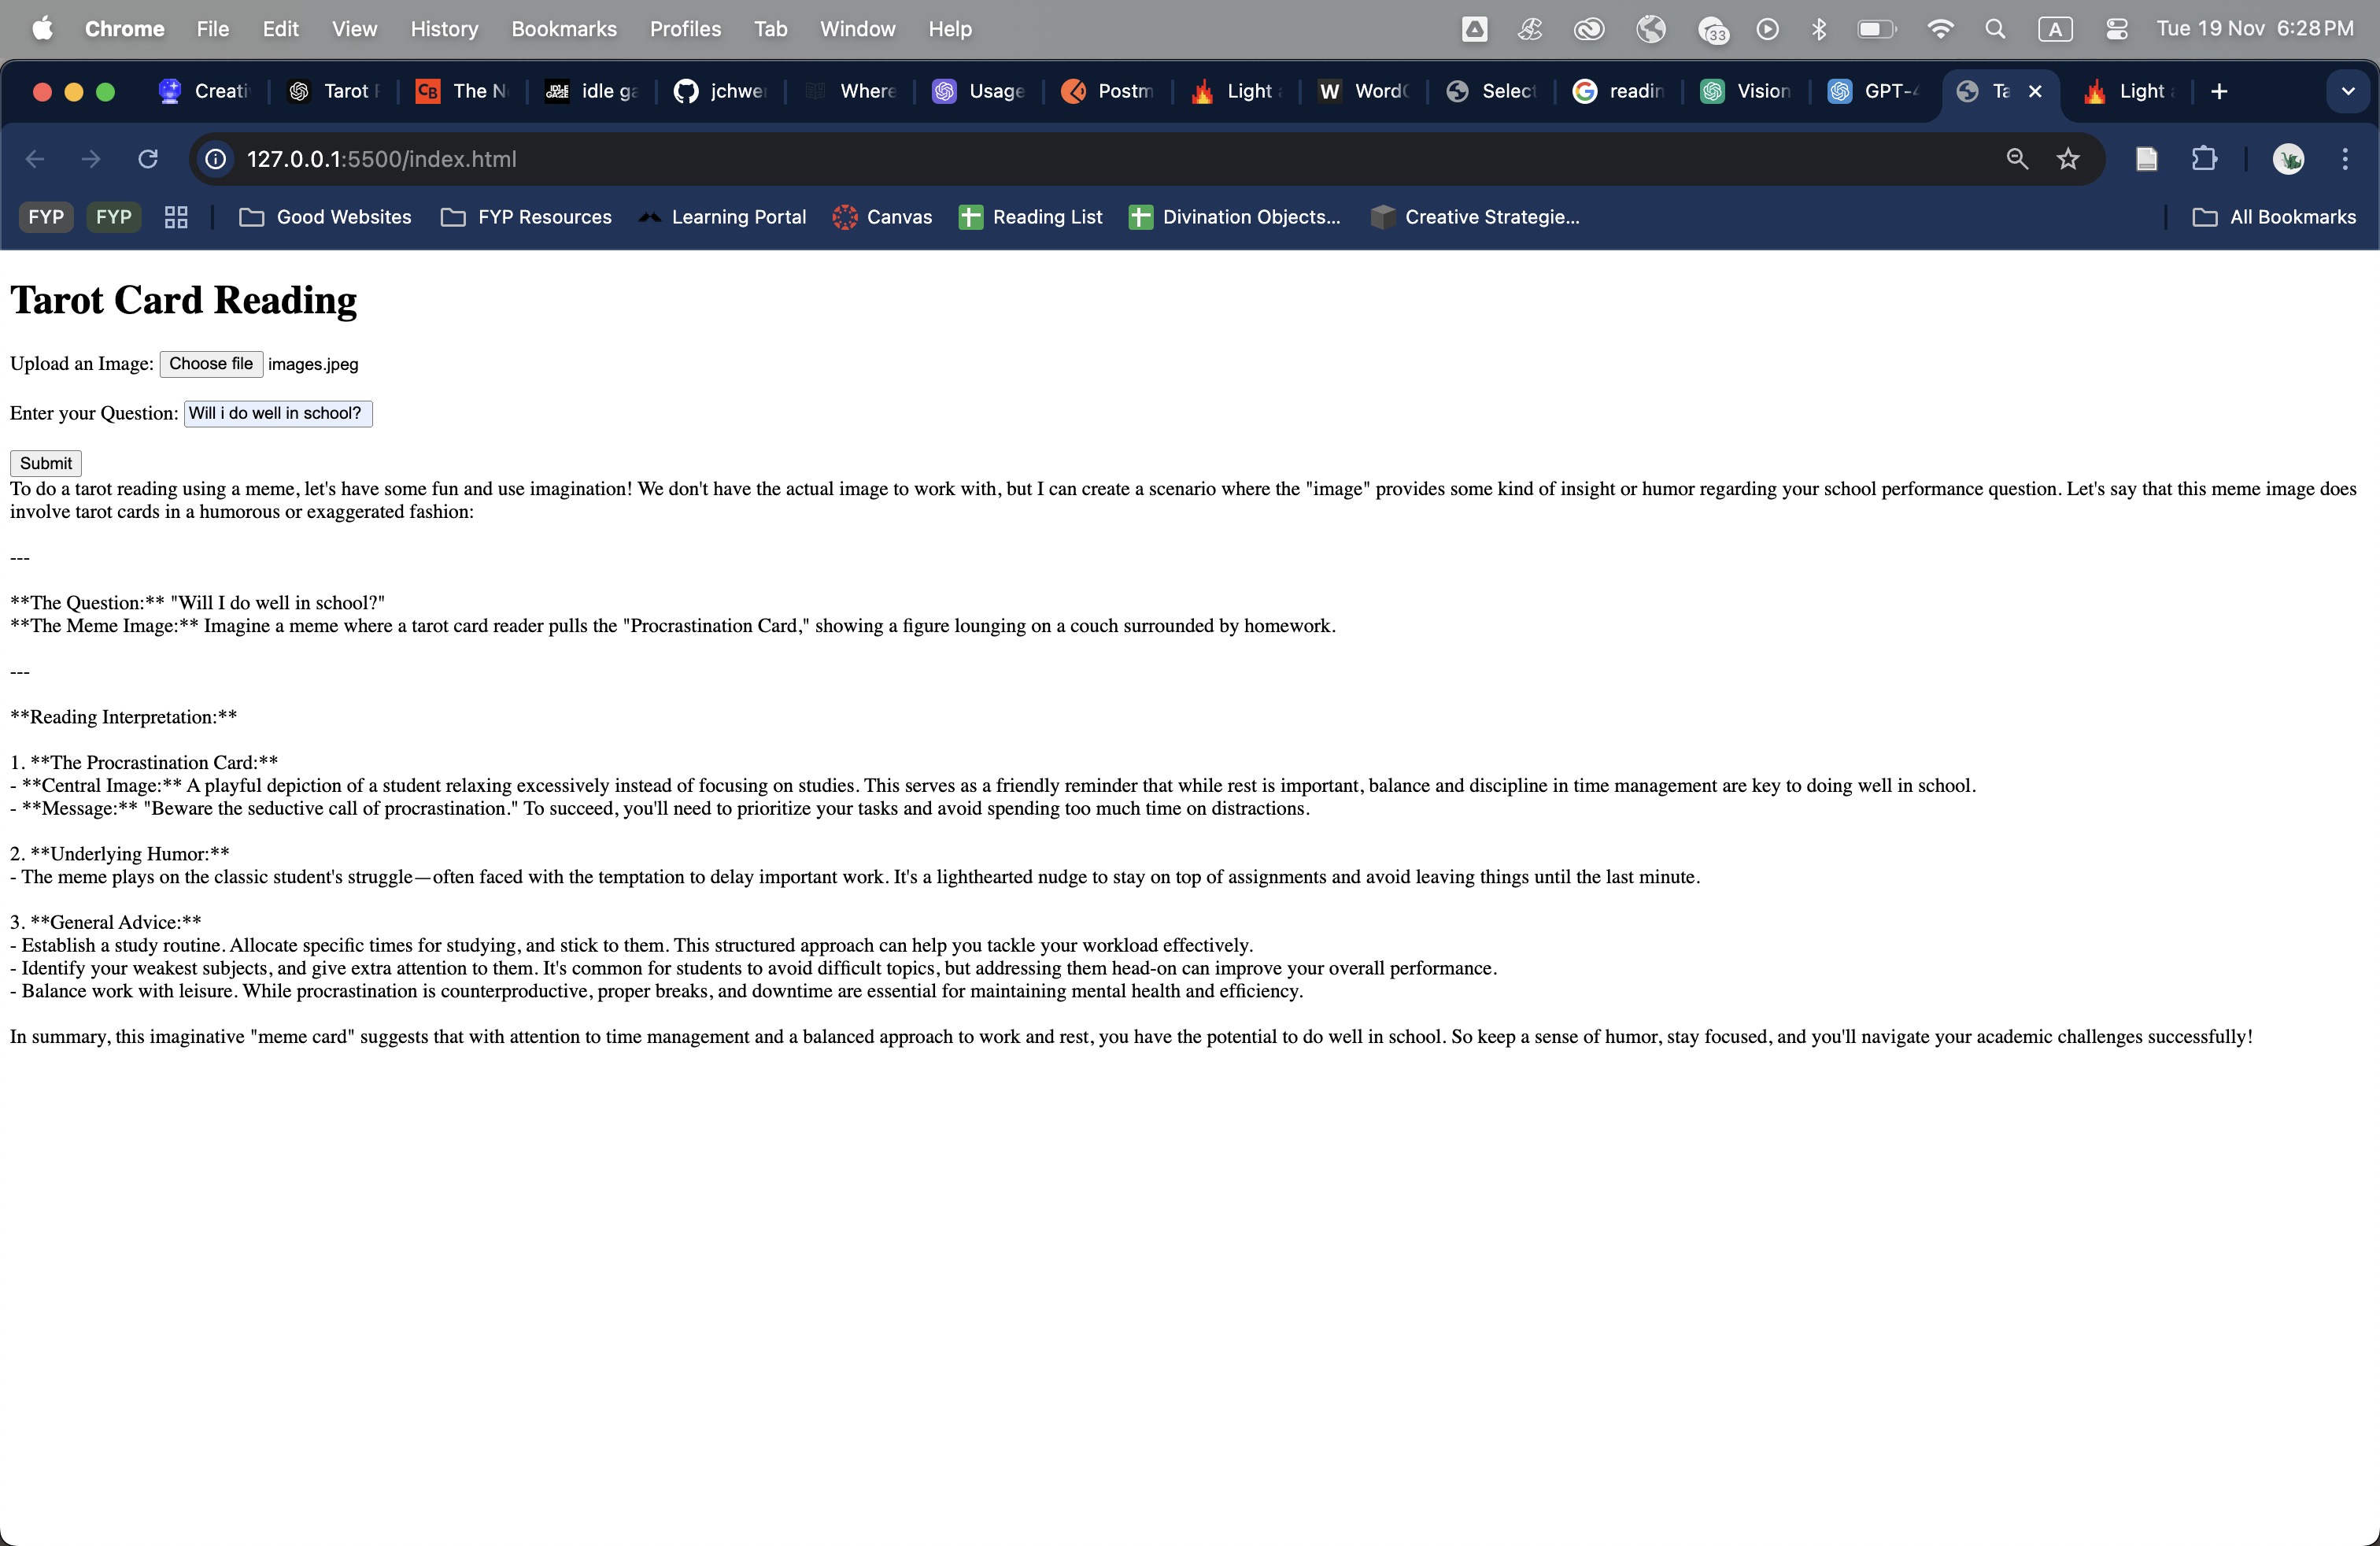 Chrome File Edit View History Bookmarks Profiles Tab Window Help 33 A Tue 19 Nov 6:28 PM
Creati Tarot The N idle ga jchwe Where Usage Postm Light Word Select readin Vision GPT-4 Ta Light
127.0.0.1:5500/index.html
FYP FYP Good Websites FYP Resources Learning Portal Canvas Reading List Divination Objects... Creative Strategie... All Bookmarks
Tarot Card Reading
Upload an Image: Choose file images.jpeg
Enter your Question: Will i do well in school?
Submit
To do a tarot reading using a meme, let's have some fun and use imagination! We don't have the actual image to work with, but I can create a scenario where the "image" provides some kind of insight or humor regarding your school performance question. Let's say that this meme image does
involve tarot cards in a humorous or exaggerated fashion:
---
**The Question:** "Will I do well in school?"
**The Meme Image:** Imagine a meme where a tarot card reader pulls the "Procrastination Card," showing a figure lounging on a couch surrounded by homework.
---
**Reading Interpretation:**
1. **The Procrastination Card:**
- **Central Image:** A playful depiction of a student relaxing excessively instead of focusing on studies. This serves as a friendly reminder that while rest is important, balance and discipline in time management are key to doing well in school.
- **Message:** "Beware the seductive call of procrastination." To succeed, you'll need to prioritize your tasks and avoid spending too much time on distractions.
2. **Underlying Humor:**
- The meme plays on the classic student's struggle—often faced with the temptation to delay important work. It's a lighthearted nudge to stay on top of assignments and avoid leaving things until the last minute.
3. **General Advice:**
- Establish a study routine. Allocate specific times for studying, and stick to them. This structured approach can help you tackle your workload effectively.
- Identify your weakest subjects, and give extra attention to them. It's common for students to avoid difficult topics, but addressing them head-on can improve your overall performance.
- Balance work with leisure. While procrastination is counterproductive, proper breaks, and downtime are essential for maintaining mental health and efficiency.
In summary, this imaginative "meme card" suggests that with attention to time management and a balanced approach to work and rest, you have the potential to do well in school. So keep a sense of humor, stay focused, and you'll navigate your academic challenges successfully!